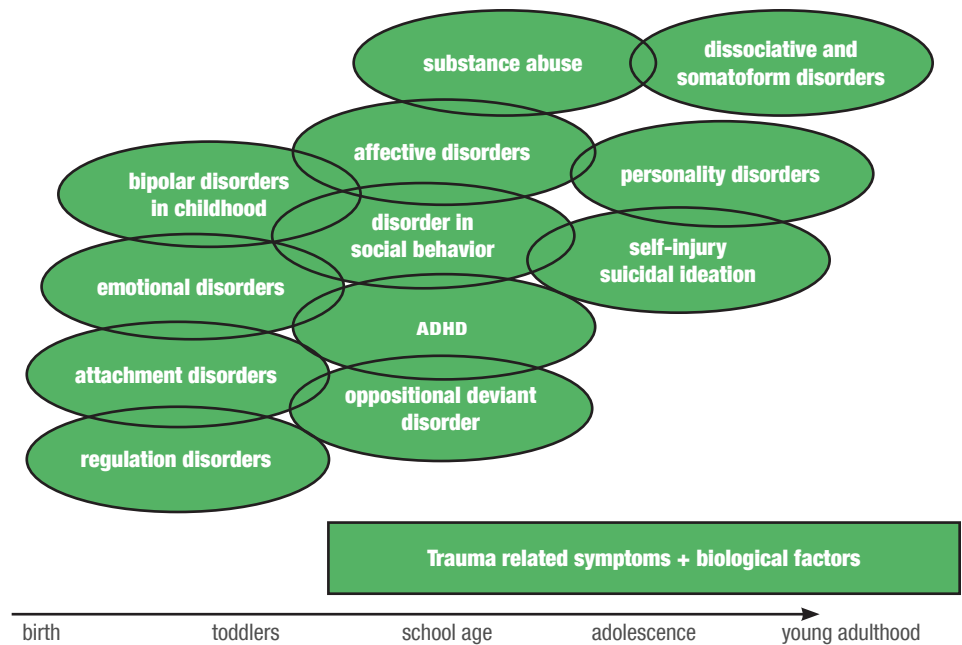 substance abuse
dissociative and
somatoform disorders
affective disorders
personality disorders
bipolar disorders
in childhood
disorder in
social behavior
self-injury
suicidal ideation
emotional disorders
ADHD
attachment disorders
oppositional deviant
disorder
regulation disorders
Trauma related symptoms + biological factors
birth
toddlers
school age
adolescence
young adulthood